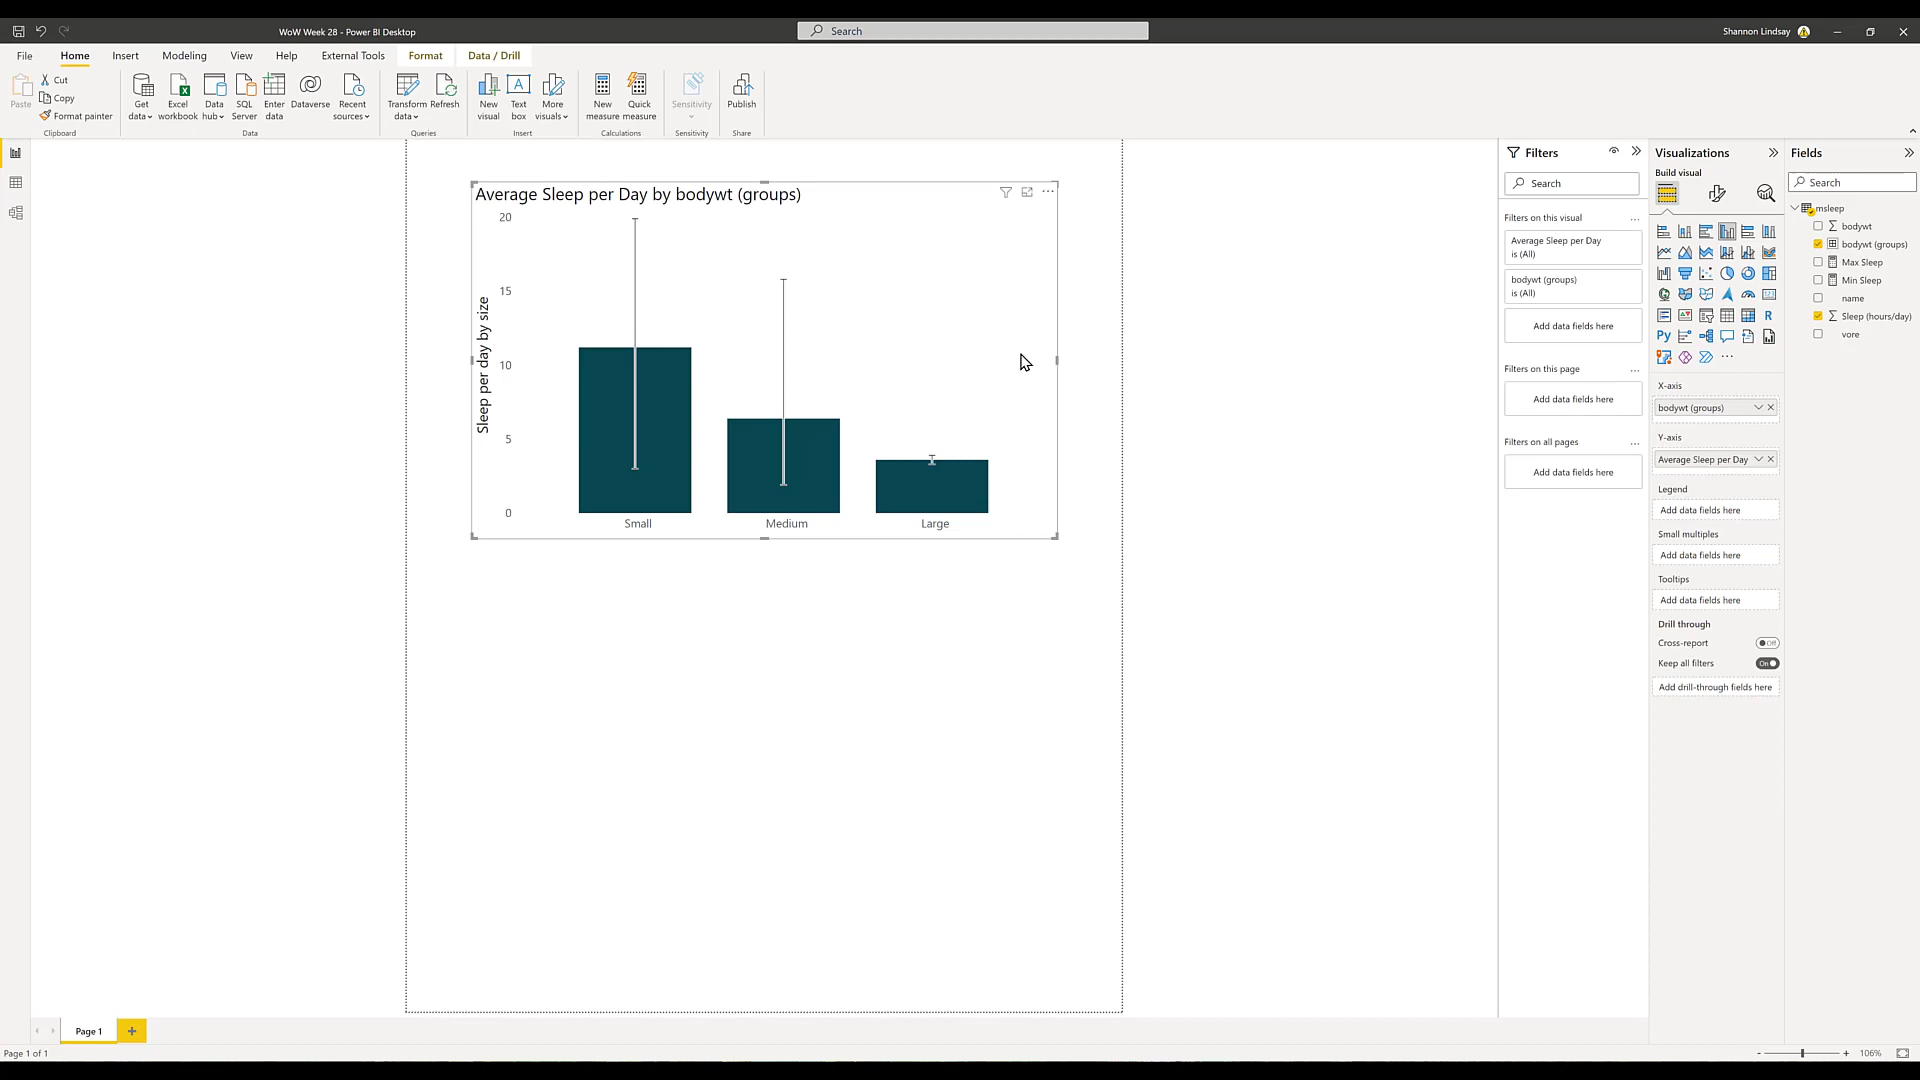 WoW Week 28 - Power BI Desktop
Search
Shannon Lindsay
File
Home
Insert
Modeling
View
Help
External Tools
Format
Data / Drill
Paste
Cut
Copy
Format painter
Clipboard
Get data
Excel workbook
Data hub
SQL Server
Enter data
Dataverse
Recent sources
Data
Transform data
Refresh
Queries
New visual
A
Text box
More visuals
Insert
New measure
Quick measure
Calculations
Sensitivity
Sensitivity
Publish
Share
Average Sleep per Day by bodywt (groups)
Sleep per day by size
20
15
10
5
0
Small
Medium
Large
Filters
Search
Filters on this visual
Average Sleep per Day
is (All)
bodywt (groups)
is (All)
Add data fields here
Filters on this page
Add data fields here
Filters on all pages
Add data fields here
Visualizations
Build visual
R
Py
X-axis
bodywt (groups)
Y-axis
Average Sleep per Day
Legend
Add data fields here
Small multiples
Add data fields here
Tooltips
Add data fields here
Drill through
Cross-report
Off
Keep all filters
On
Add drill-through fields here
Fields
Search
msleep
Σ bodywt
bodywt (groups)
Max Sleep
Min Sleep
name
Σ Sleep (hours/day)
vore
Page 1
Page 1 of 1
- + 106%